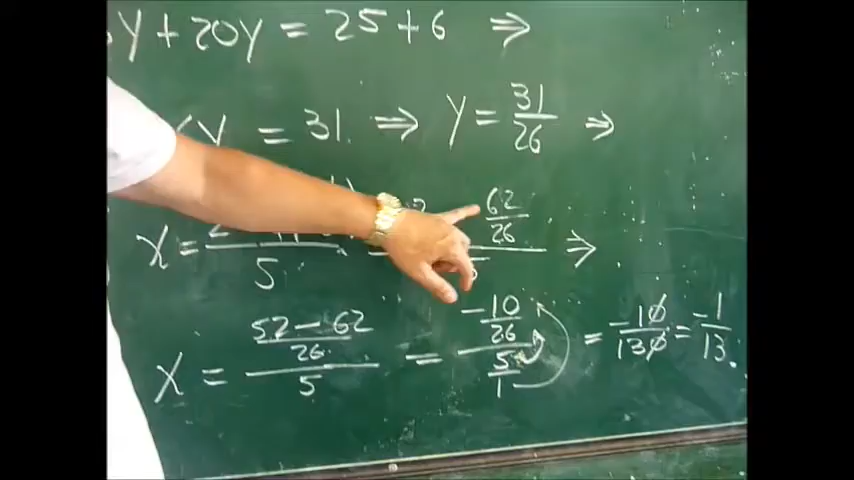 Y + 20Y = 25 + 6 ⇒
Y = 31 ⇒ Y = 31/26 ⇒
X = /5 = 62/26 ⇒
X = (52 - 62)/26 / 5 = (-10/26)/(5/1) = -10/130 = -1/13.